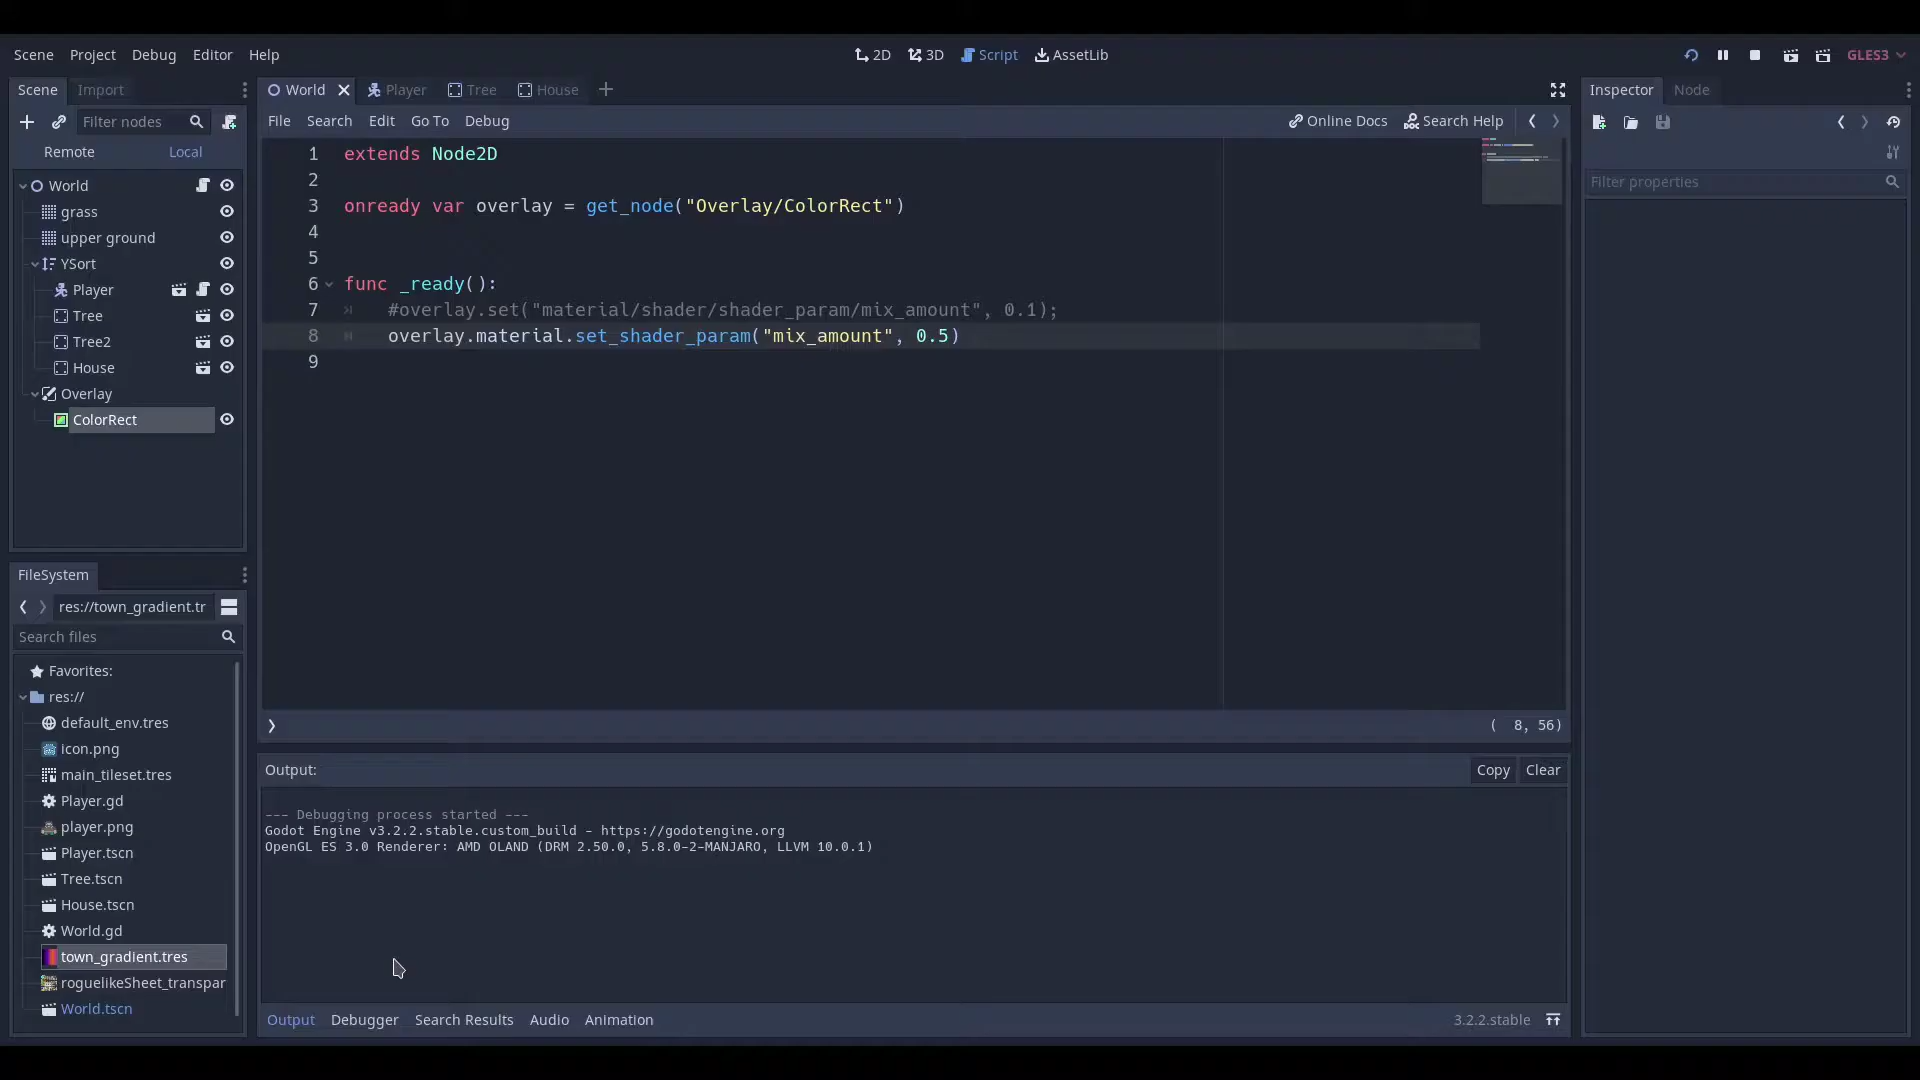 Scene Project Debug Editor Help
2D 3D Script AssetLib
GLES3
Scene Import
World Player Tree House
Inspector Node
Filter nodes
File Search Edit Go To Debug
Online Docs Search Help
Remote Local
Filter properties
World
grass
upper ground
YSort
Player
Tree
Tree2
House
Overlay
ColorRect
1 extends Node2D
2
3 onready var overlay = get_node("Overlay/ColorRect")
4
5
6 func _ready():
7 #overlay.set("material/shader/shader_param/mix_amount", 0.1);
8 overlay.material.set_shader_param("mix_amount", 0.5)
9
( 8, 56)
FileSystem
res://town_gradient.tr
Search files
Favorites:
res://
default_env.tres
icon.png
main_tileset.tres
Player.gd
player.png
Player.tscn
Tree.tscn
House.tscn
World.gd
town_gradient.tres
roguelikeSheet_transpar
World.tscn
Output:
Copy Clear
--- Debugging process started ---
Godot Engine v3.2.2.stable.custom_build - https://godotengine.org
OpenGL ES 3.0 Renderer: AMD OLAND (DRM 2.50.0, 5.8.0-2-MANJARO, LLVM 10.0.1)
Output Debugger Search Results Audio Animation
3.2.2.stable